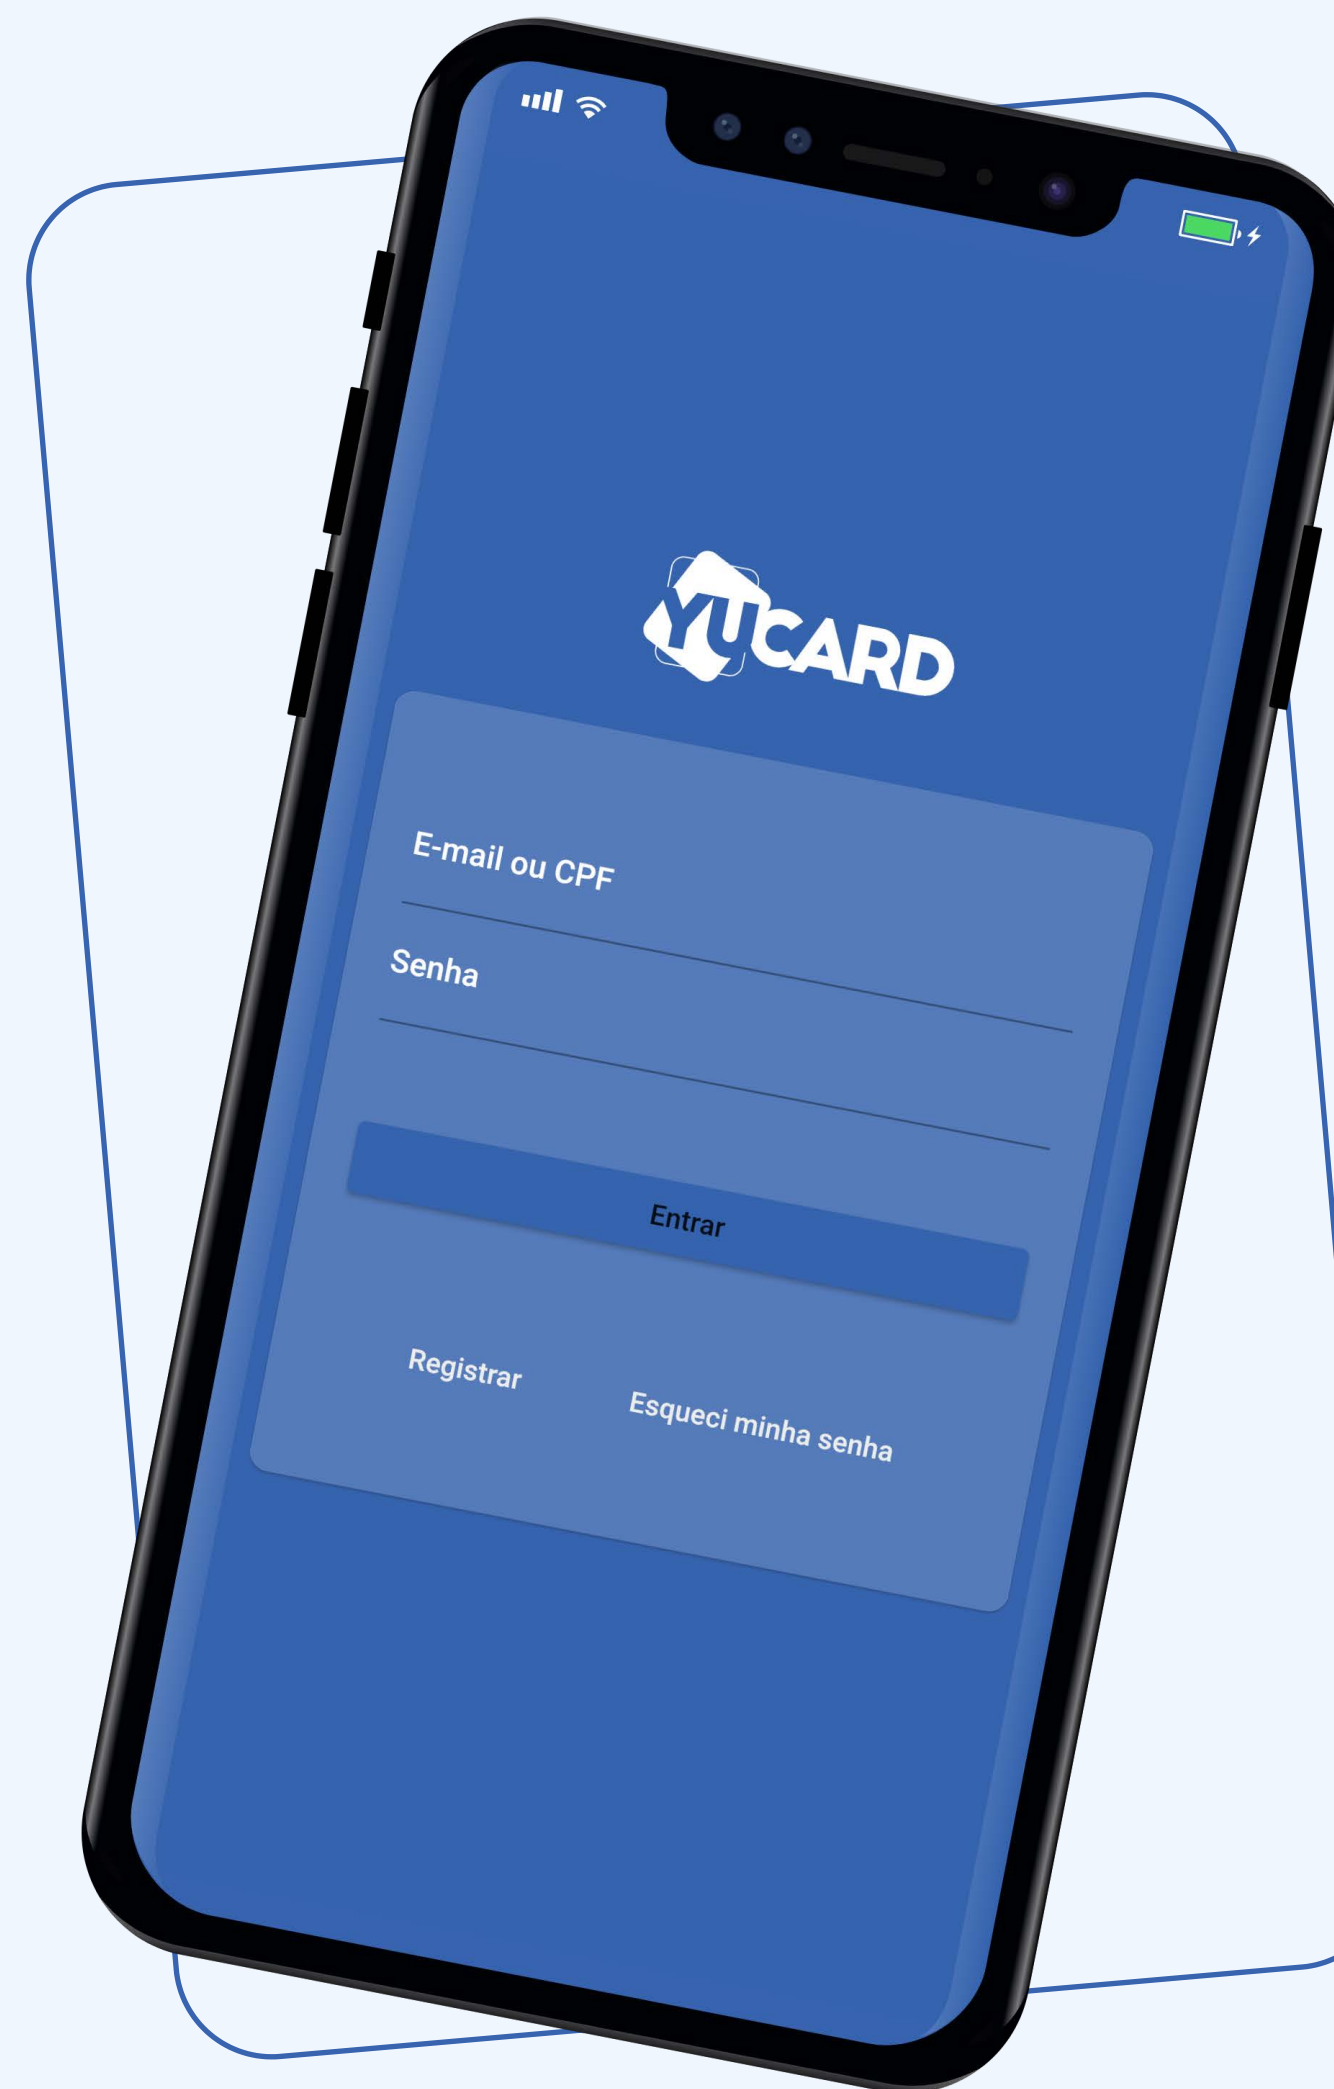 YUCARD
E-mail ou CPF
Senha
Entrar
Registrar
Esqueci minha senha